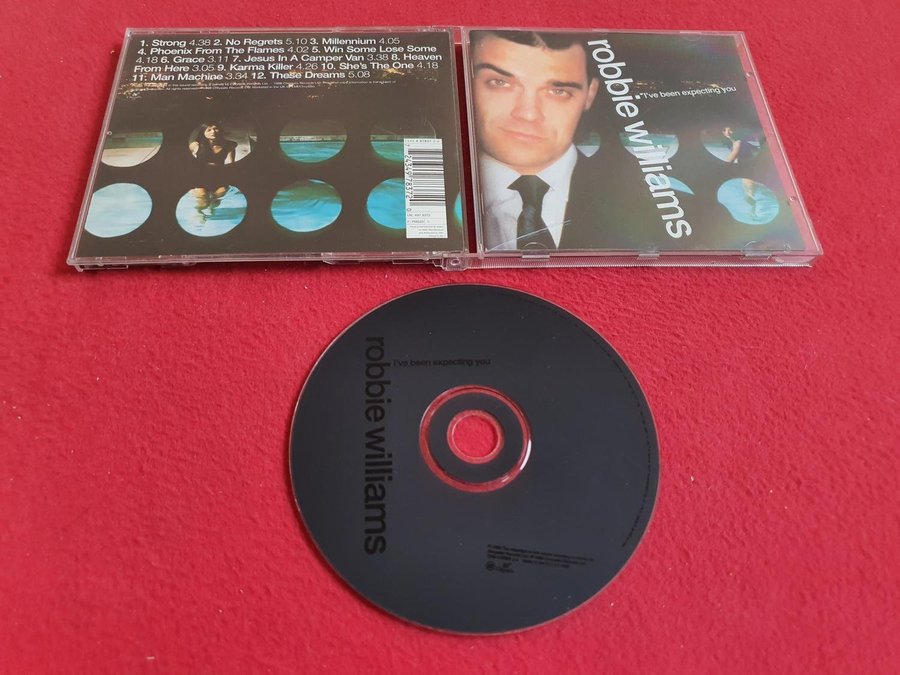 1. Strong 4.38 2. No Regrets 5.10 3. Millennium 4.05
4. Phoenix From The Flames 4.02 5. Win Some Lose Some
4.18 6. Grace 3.11 7. Jesus In A Camper Van 3.38 8. Heaven
From Here 3.05 9. Karma Killer 4.26 10. She's The One 4.18
11. Man Machine 3.34 12. These Dreams 5.08
robbie williams
I've been expecting you
I've been expecting you
robbie williams